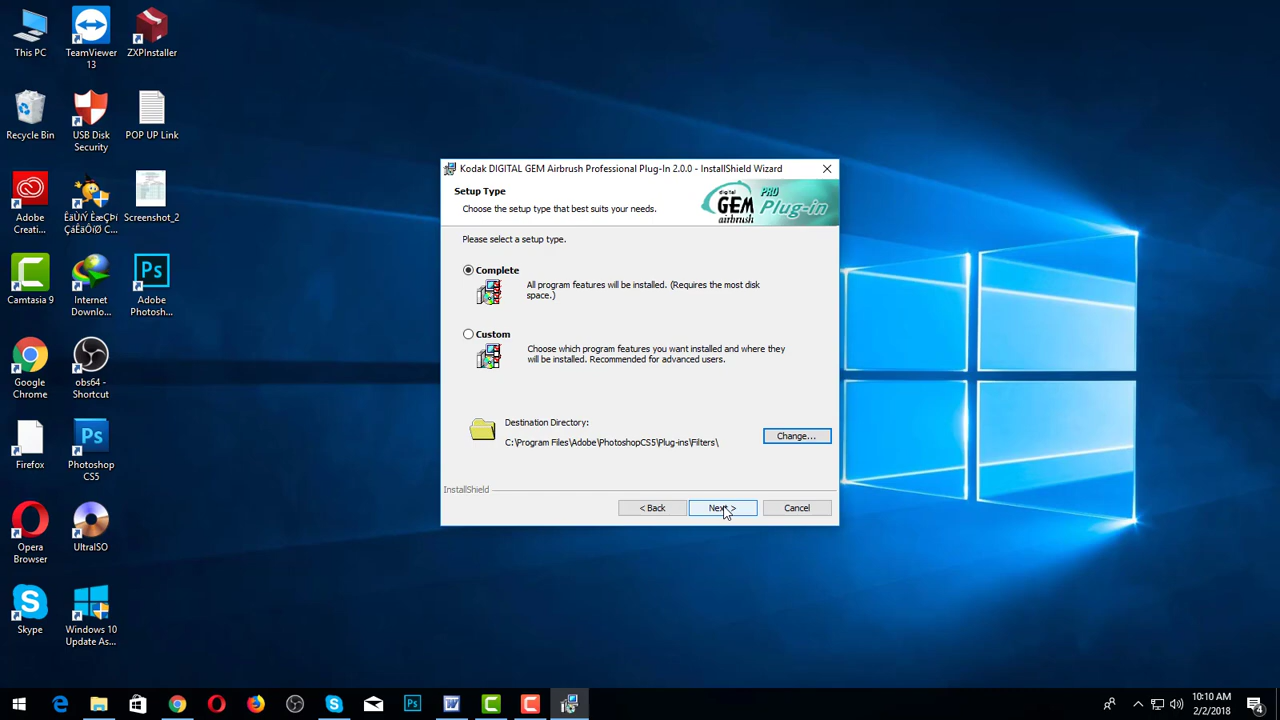 This PC
TeamViewer
13
ZXPInstaller
Recycle Bin
USB Disk
Security
POP UP Link
Adobe
Creati...
ÊäÙíÝ ÈæÇÞí
ÇáÊäÕíÖ C...
Screenshot_2
Camtasia 9
Internet
Downlo...
Adobe
Photosh...
Google
Chrome
obs64 -
Shortcut
Firefox
Photoshop
CS5
Opera
Browser
UltraISO
Skype
Windows 10
Update As...
Kodak DIGITAL GEM Airbrush Professional Plug-In 2.0.0 - InstallShield Wizard
Setup Type
Choose the setup type that best suits your needs.
digital
GEM
airbrush
PRO
Plug-in
Please select a setup type.
Complete
All program features will be installed. (Requires the most disk
space.)
Custom
Choose which program features you want installed and where they
will be installed. Recommended for advanced users.
Destination Directory:
C:\Program Files\Adobe\PhotoshopCS5\Plug-ins\Filters\
Change...
InstallShield
< Back
Next >
Cancel
10:10 AM
2/2/2018
4